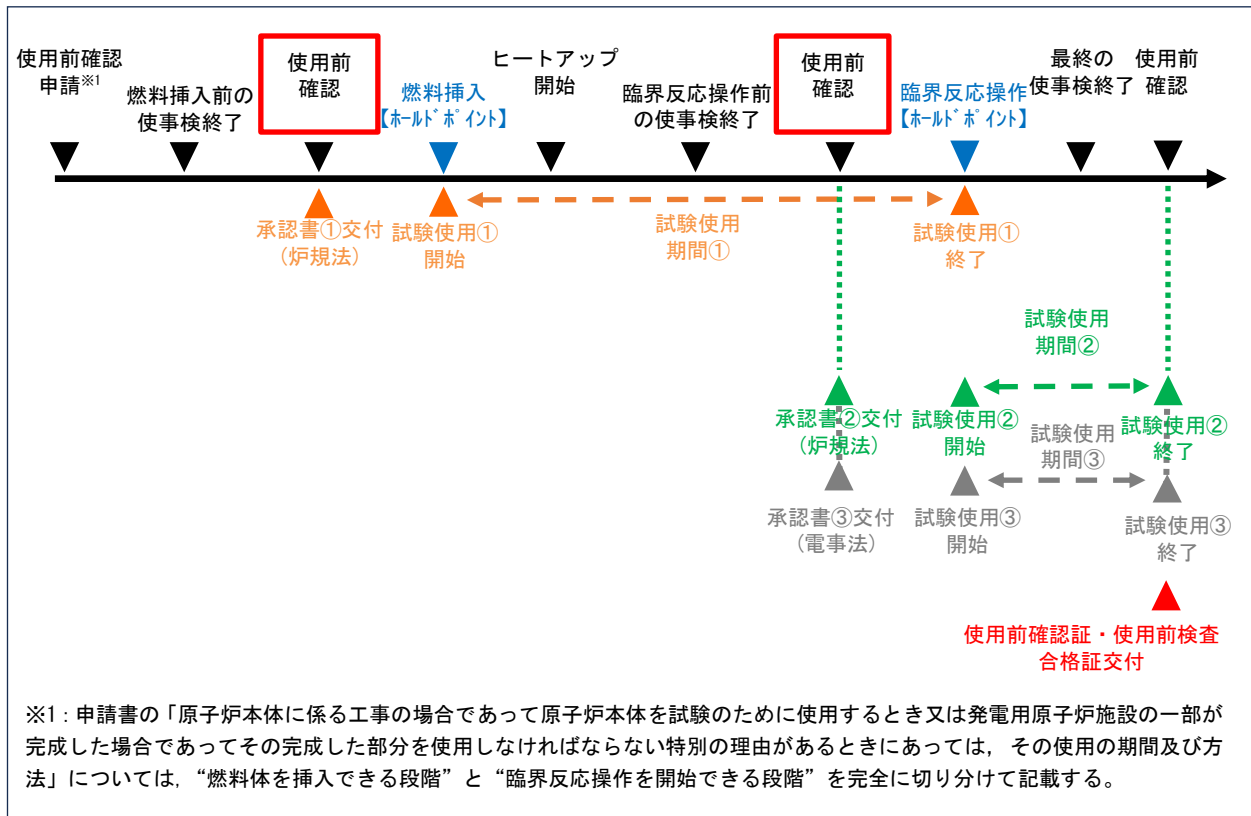 使用前確認
申請※1
燃料挿入前の
使事検終了
使用前
確認
燃料挿入
【ﾎｰﾙﾄﾞﾎﾟｲﾝﾄ】
ヒートアップ
開始
臨界反応操作前
の使事検終了
使用前
確認
臨界反応操作
【ﾎｰﾙﾄﾞﾎﾟｲﾝﾄ】
最終の
使事検終了
使用前
確認
承認書①交付
(炉規法)
試験使用①
開始
試験使用
期間①
試験使用①
終了
試験使用
期間②
承認書②交付
(炉規法)
試験使用②
開始
試験使用②
終了
試験使用
期間③
承認書③交付
(電事法)
試験使用③
開始
試験使用③
終了
使用前確認証・使用前検査
合格証交付
※1：申請書の「原子炉本体に係る工事の場合であって原子炉本体を試験のために使用するとき又は発電用原子炉施設の一部が
完成した場合であってその完成した部分を使用しなければならない特別の理由があるときにあっては，その使用の期間及び方
法」については，“燃料体を挿入できる段階”と“臨界反応操作を開始できる段階”を完全に切り分けて記載する。